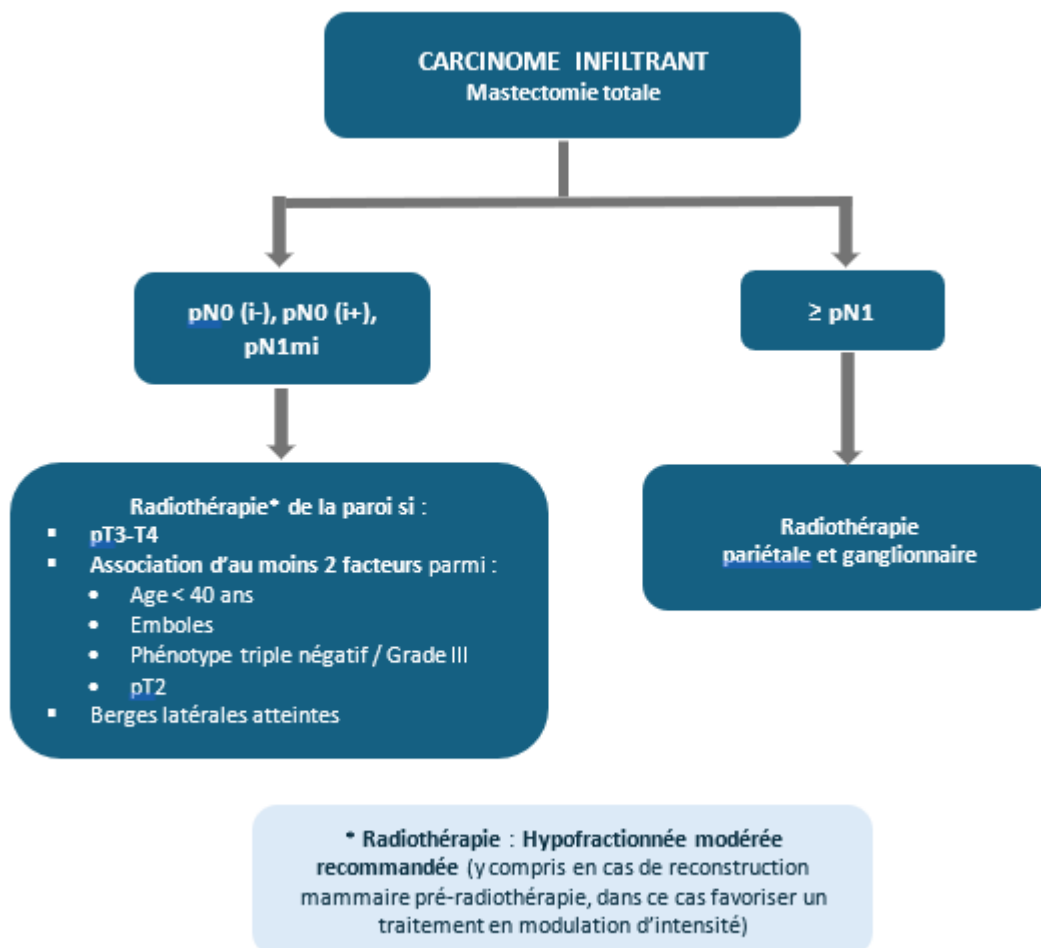 CARCINOME INFILTRANT
Mastectomie totale
pN0 (i-), pN0 (i+),
pN1mi
≥ pN1
Radiothérapie* de la paroi si :
▪ pT3-T4
▪ Association d'au moins 2 facteurs parmi :
• Age < 40 ans
• Emboles
• Phénotype triple négatif / Grade III
• pT2
▪ Berges latérales atteintes
Radiothérapie
pariétale et ganglionnaire
* Radiothérapie : Hypofractionnée modérée
recommandée (y compris en cas de reconstruction
mammaire pré-radiothérapie, dans ce cas favoriser un
traitement en modulation d'intensité)